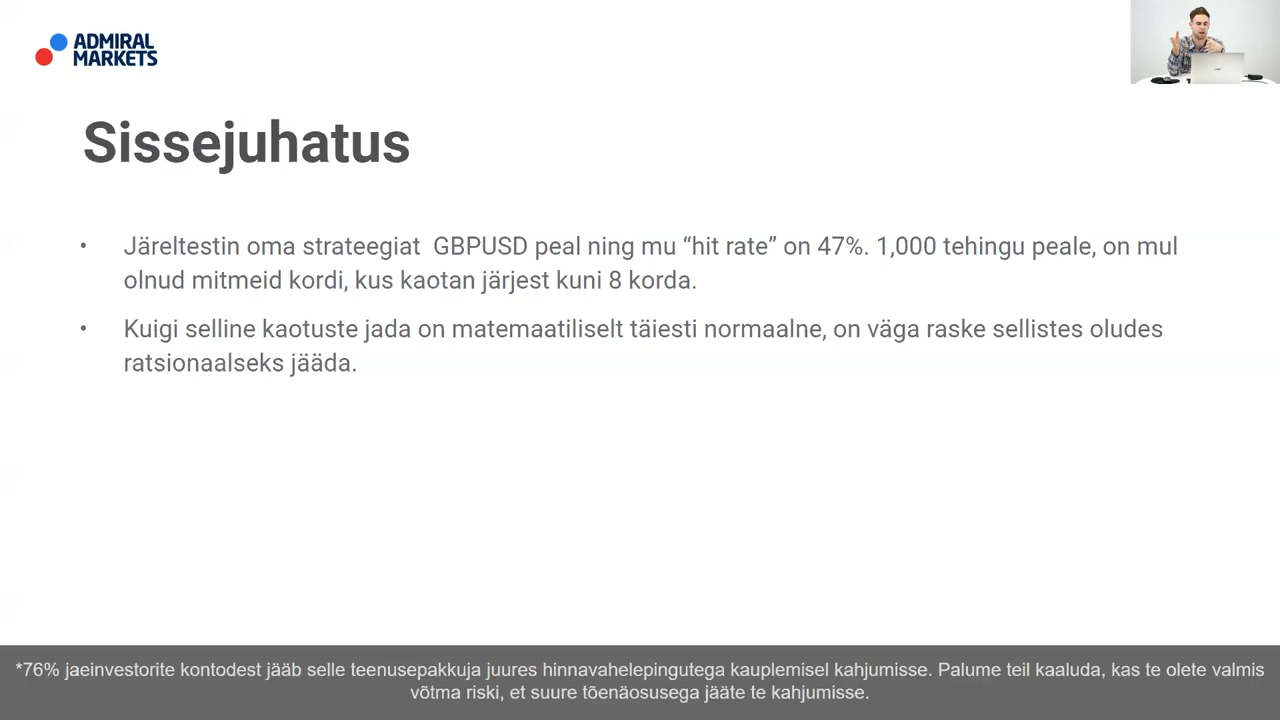 ADMIRAL
MARKETS
Sissejuhatus
• Järeltestin oma strateegiat  GBPUSD peal ning mu “hit rate” on 47%. 1,000 tehingu peale, on mul
olnud mitmeid kordi, kus kaotan järjest kuni 8 korda.
• Kuigi selline kaotuste jada on matemaatiliselt täiesti normaalne, on väga raske sellistes oludes
ratsionaalseks jääda.
*76% jaeinvestorite kontodest jääb selle teenusepakkuja juures hinnavahelepingutega kauplemisel kahjumisse. Palume teil kaaluda, kas te olete valmis
võtma riski, et suure tõenäosusega jääte te kahjumisse.